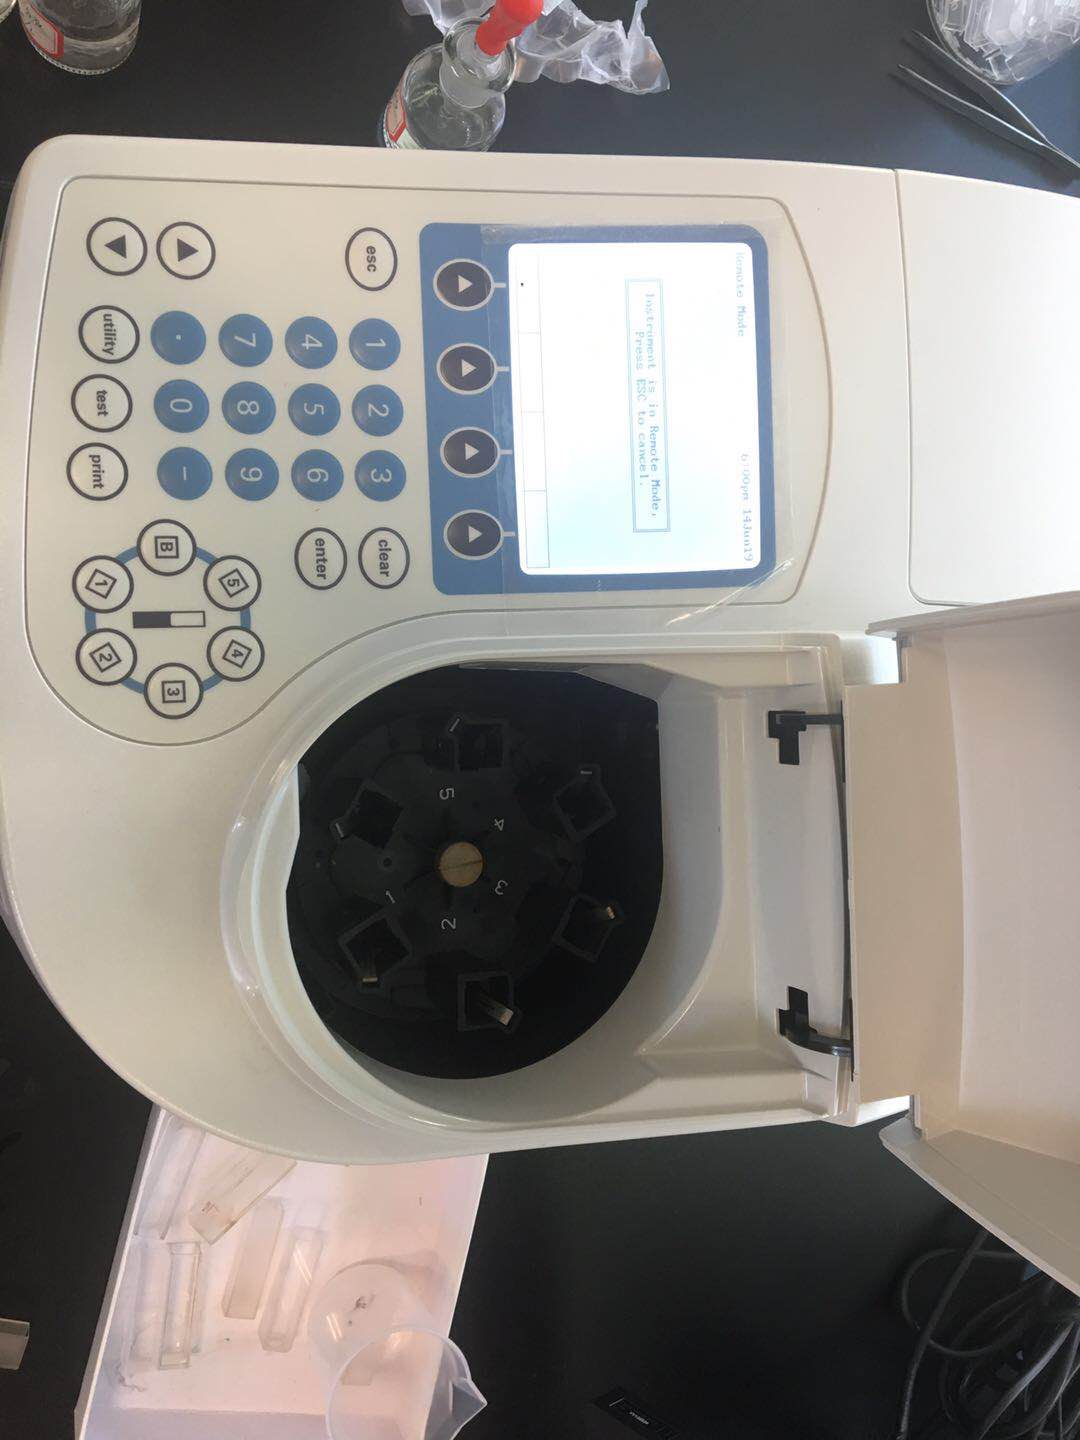 Remote Mode 6:00pm 14Jun19
Instrument is in Remote Mode,
Press ESC to cancel.
esc
1 2 3 clear
4 5 6 enter
7 8 9
. 0 -
utility test print
B 1 2 3 4 5
1 2 3 4 5